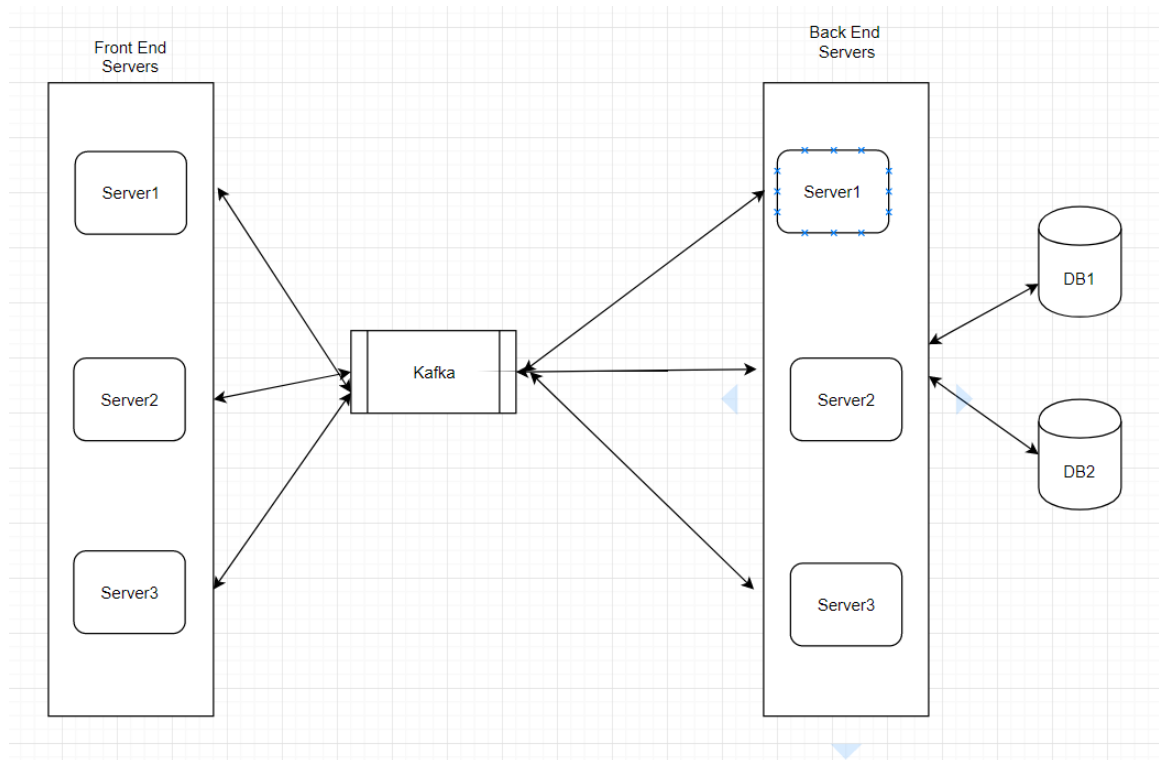 Front End
Servers
Back End
Servers
Server1
Server1
DB1
Kafka
Server2
Server2
DB2
Server3
Server3